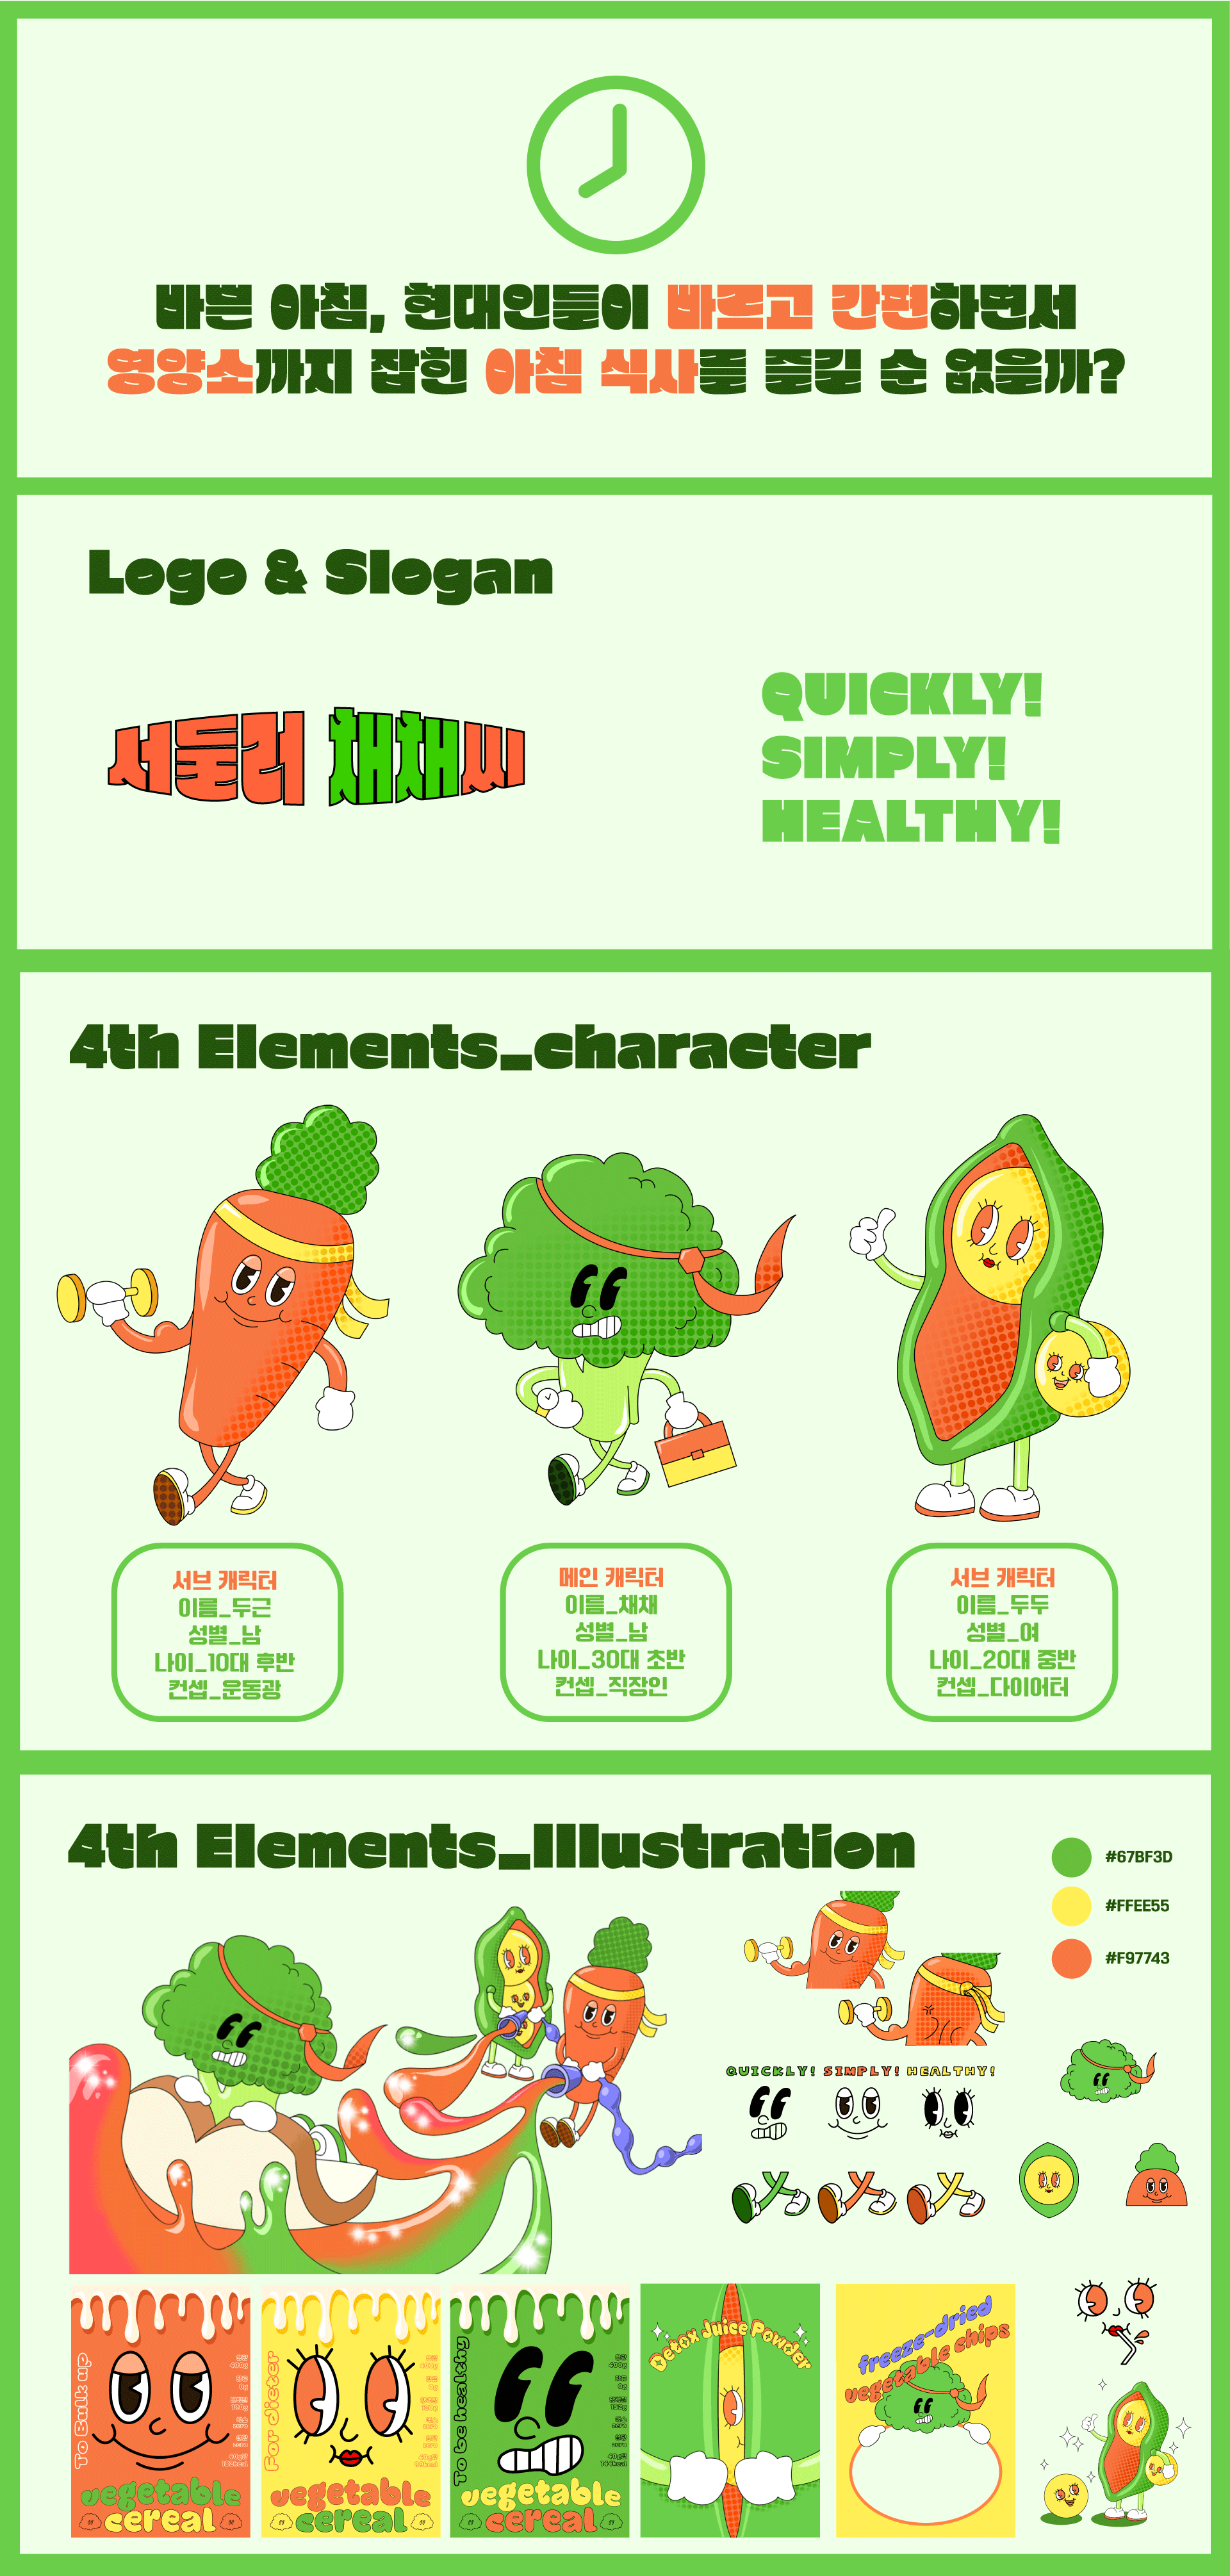 바쁜 아침, 현대인들이 빠르고 간편하면서
영양소까지 잡힌 아침 식사를 즐길 순 없을까?
Logo & Slogan
서둘러 채채씨
QUICKLY!
SIMPLY!
HEALTHY!
4th Elements_character
서브 캐릭터
이름_두근
성별_남
나이_10대 후반
컨셉_운동광
메인 캐릭터
이름_채채
성별_남
나이_30대 초반
컨셉_직장인
서브 캐릭터
이름_두두
성별_여
나이_20대 중반
컨셉_다이어터
4th Elements_Illustration
#67BF3D
#FFEE55
#F97743
QUICKLY! SIMPLY! HEALTHY!
To Bulk up
vegetable
cereal
For dieter
vegetable
cereal
To be healthy
vegetable
cereal
Detox Juice Powder
freeze-dried
vegetable chips